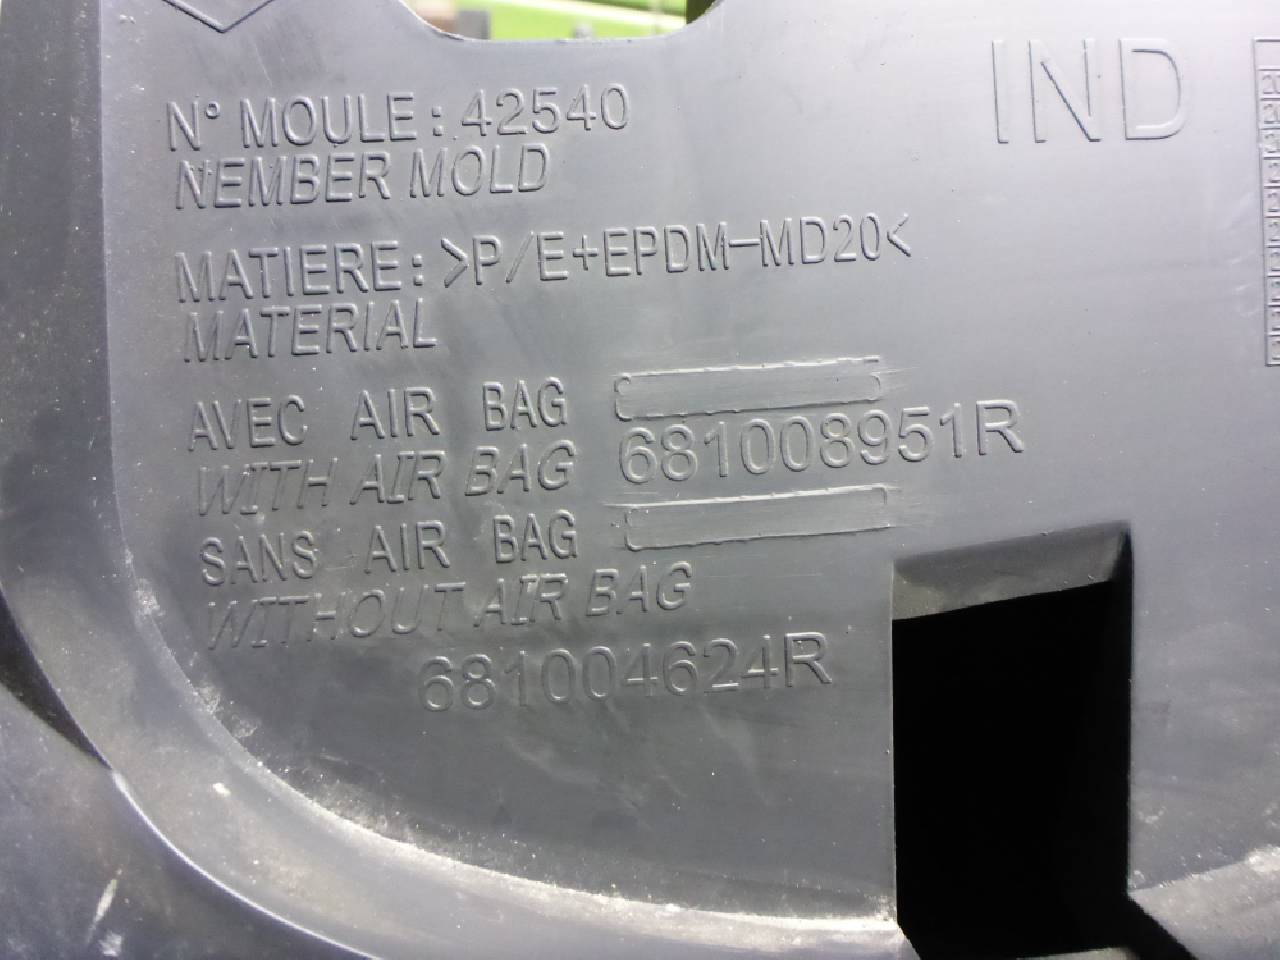 N° MOULE : 42540
NEMBER MOLD
IND
MATIERE : >P/E+EPDM-MD20<
MATERIAL
AVEC AIR BAG
WITH AIR BAG 681008951R
SANS AIR BAG
WITHOUT AIR BAG
681004624R